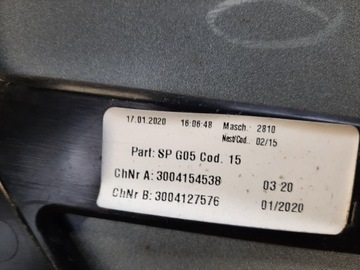 17.01.2020 16:06:48 Masch.: 2810
Nest/Cod.: 02/15
Part: SP G05 Cod. 15
ChNr A: 3004154538 03 20
ChNr B: 3004127576 01/2020